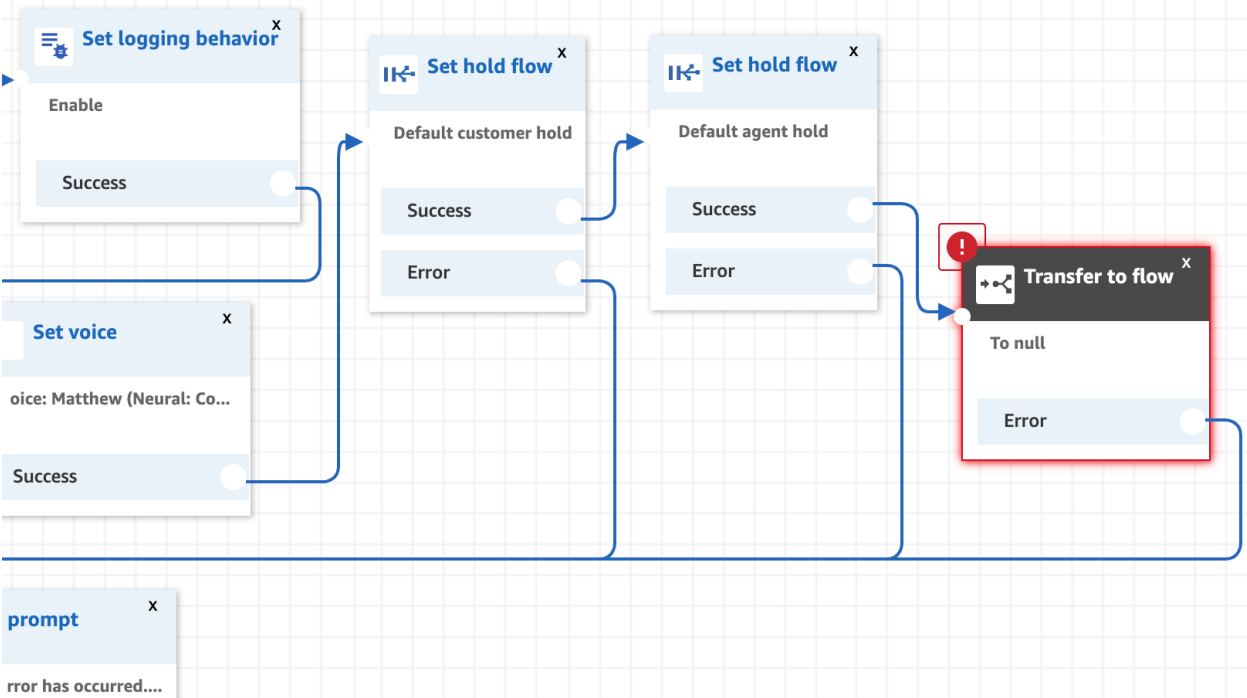 Set logging behavior
X
Enable
Success
Set hold flow
X
Default customer hold
Success
Error
Set hold flow
X
Default agent hold
Success
Error
!
Transfer to flow
X
To null
Error
Set voice
X
oice: Matthew (Neural: Co...
Success
prompt
X
rror has occurred....